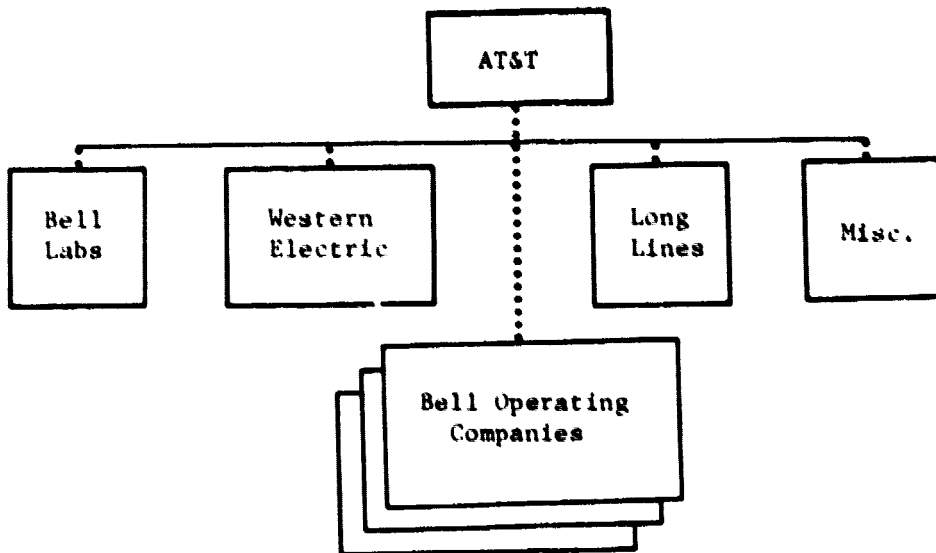 AT&T
Bell
Labs
Western
Electric
Long
Lines
Misc.
Bell Operating
Companies